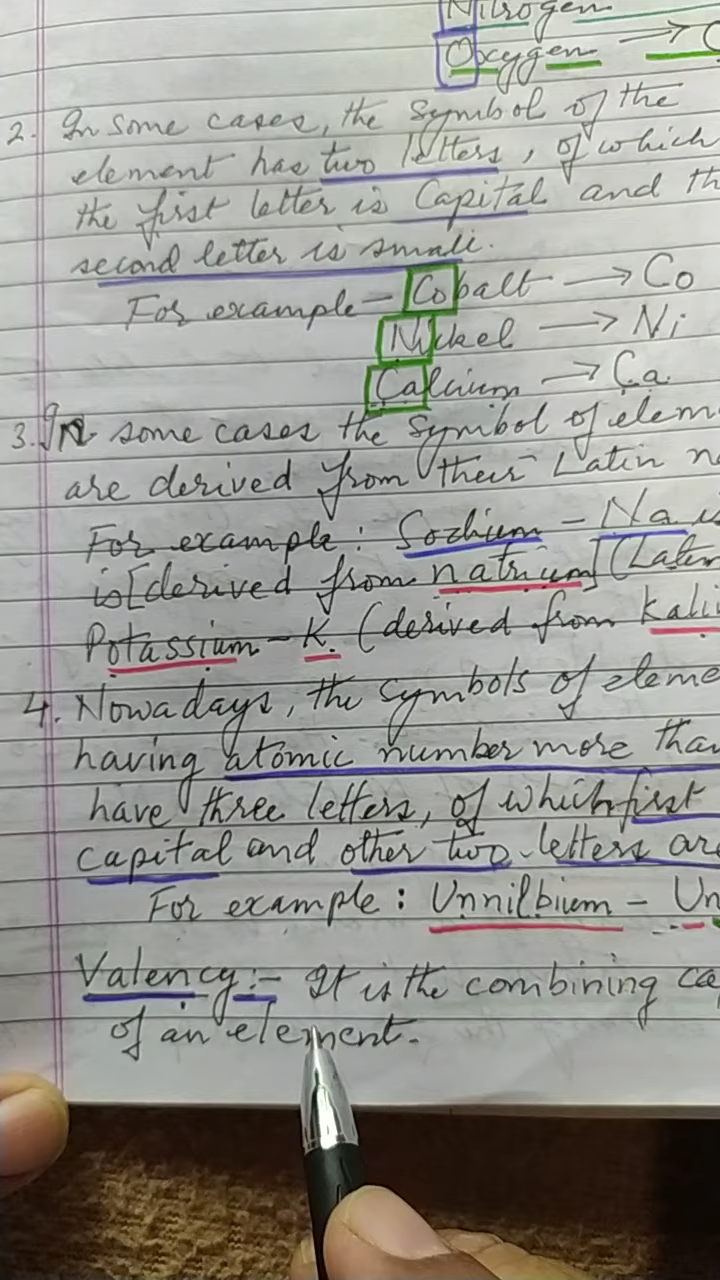 Nitrogen
Oxygen →
2. In some cases, the symbol of the
element has two letters, of which
the first letter is Capital and th
second letter is small.
For example - Cobalt → Co
Nickel → Ni
Calcium → Ca
3. In some cases the symbol of elem
are derived from their Latin n
For example : Sodium - Na
is [derived from natrium] (Latin
Potassium - K. (derived from kali
4. Nowadays, the symbols of eleme
having atomic number more than
have three letters, of which first
capital and other two letters are
For example : Unnilbium - Un
Valency :- It is the combining ca
of an element.